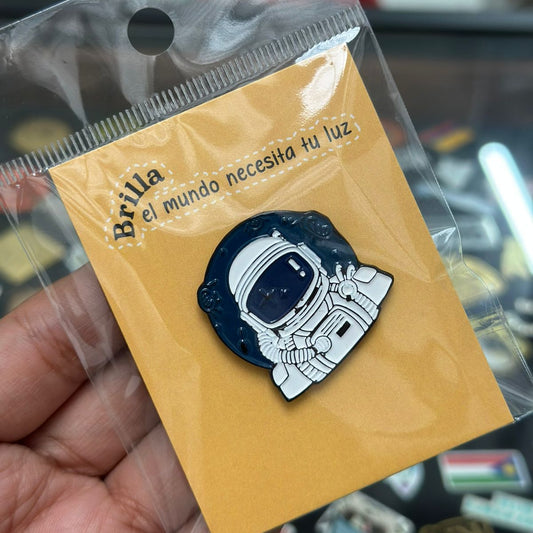 Brilla
el mundo necesita tu luz